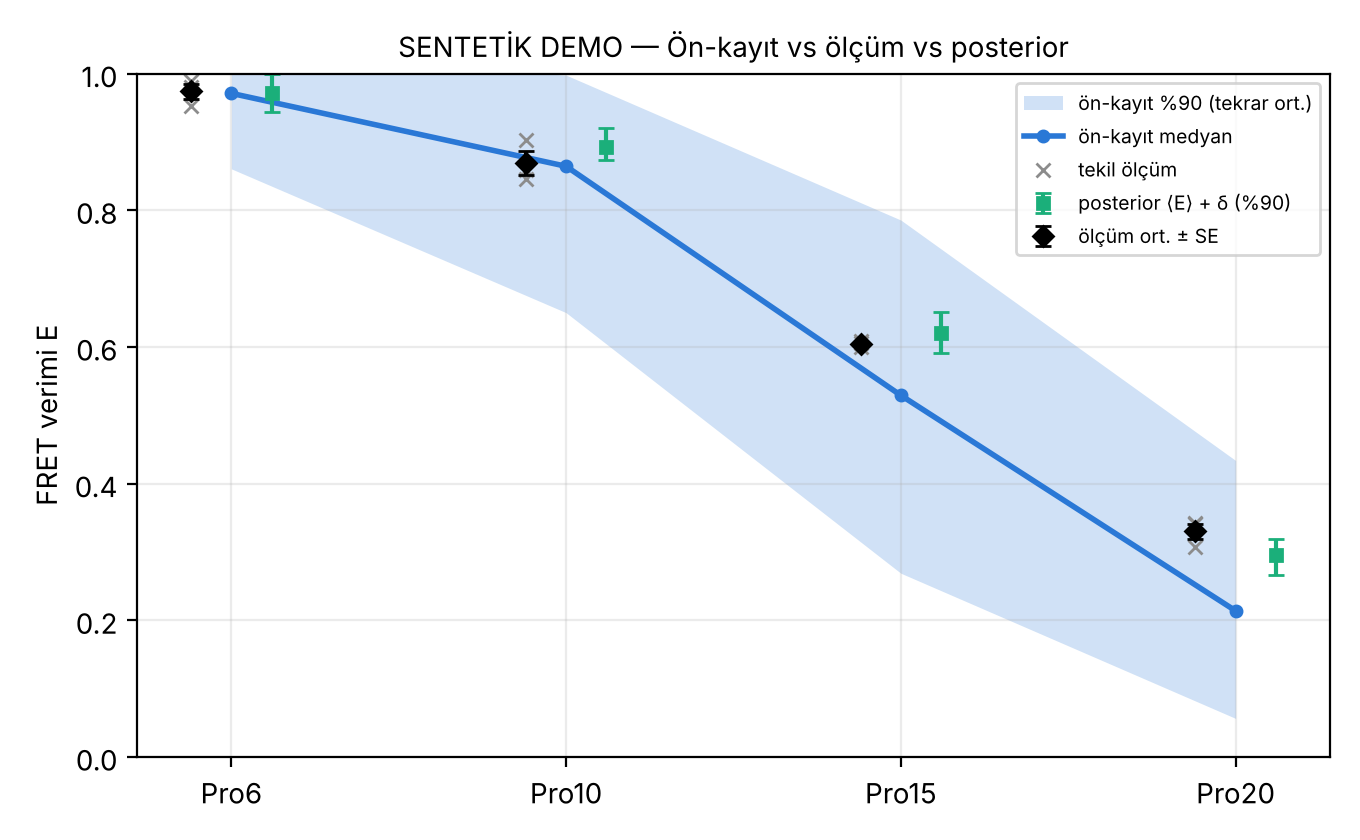 SENTETİK DEMO — Ön-kayıt vs ölçüm vs posterior
FRET verimi E
1.0
0.8
0.6
0.4
0.2
0.0
Pro6 Pro10 Pro15 Pro20
ön-kayıt %90 (tekrar ort.)
ön-kayıt medyan
tekil ölçüm
posterior ⟨E⟩ + δ (%90)
ölçüm ort. ± SE